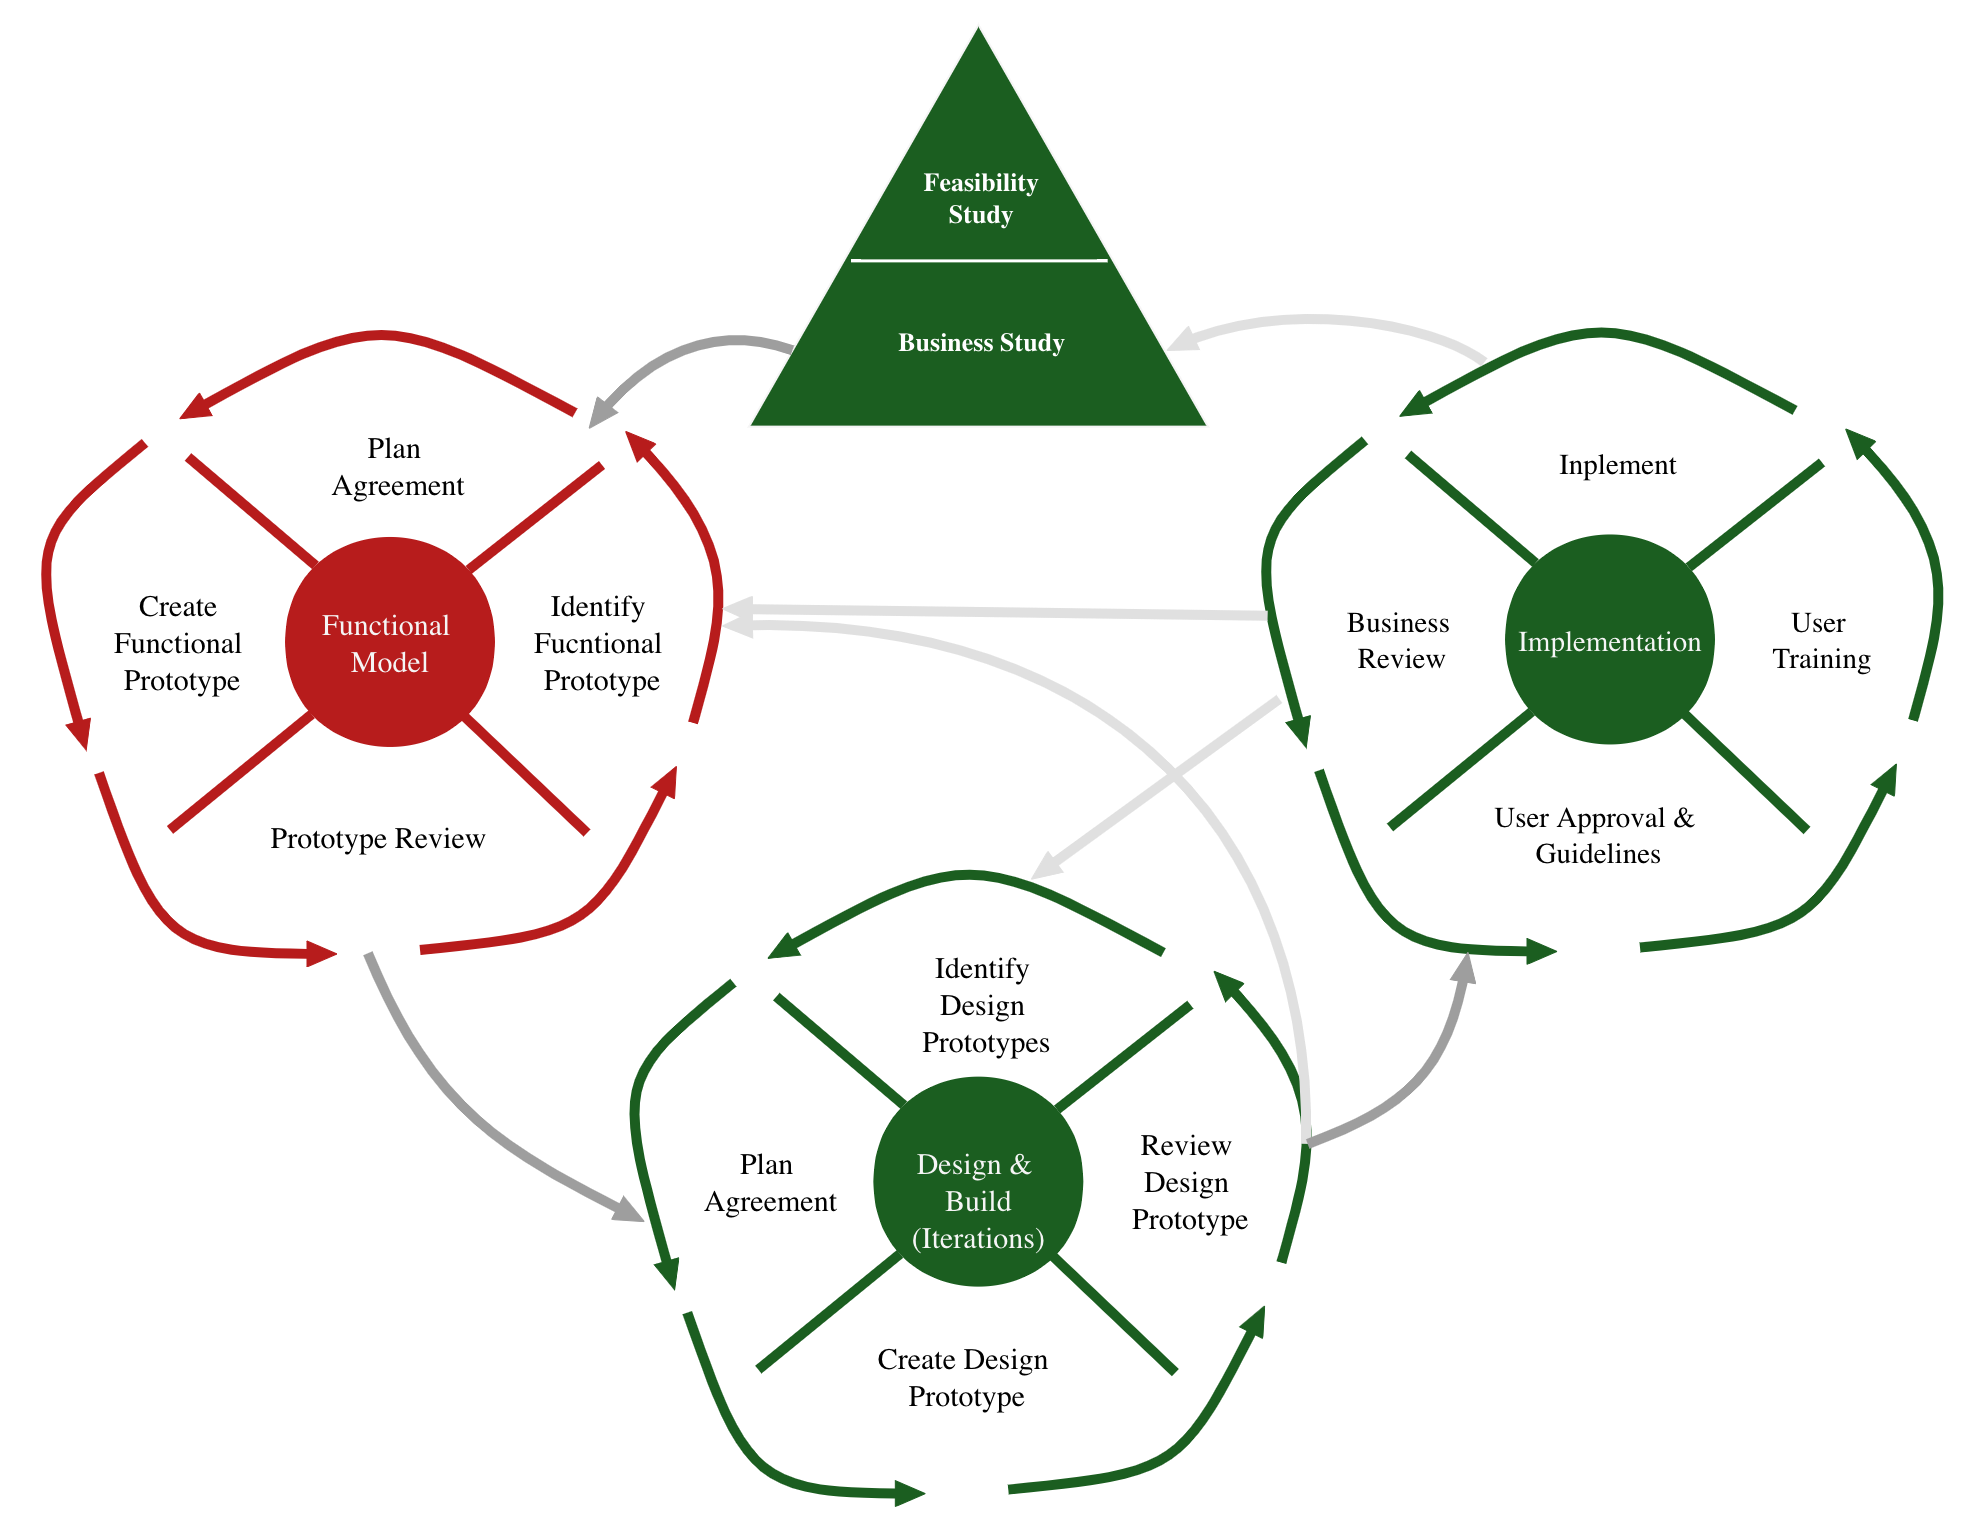 Feasibility
Study
Business Study
Plan
Agreement
Create
Functional
Prototype
Functional
Model
Identify
Fucntional
Prototype
Prototype Review
Inplement
Business
Review
Implementation
User
Training
User Approval &
Guidelines
Identify
Design
Prototypes
Plan
Agreement
Design &
Build
(Iterations)
Review
Design
Prototype
Create Design
Prototype